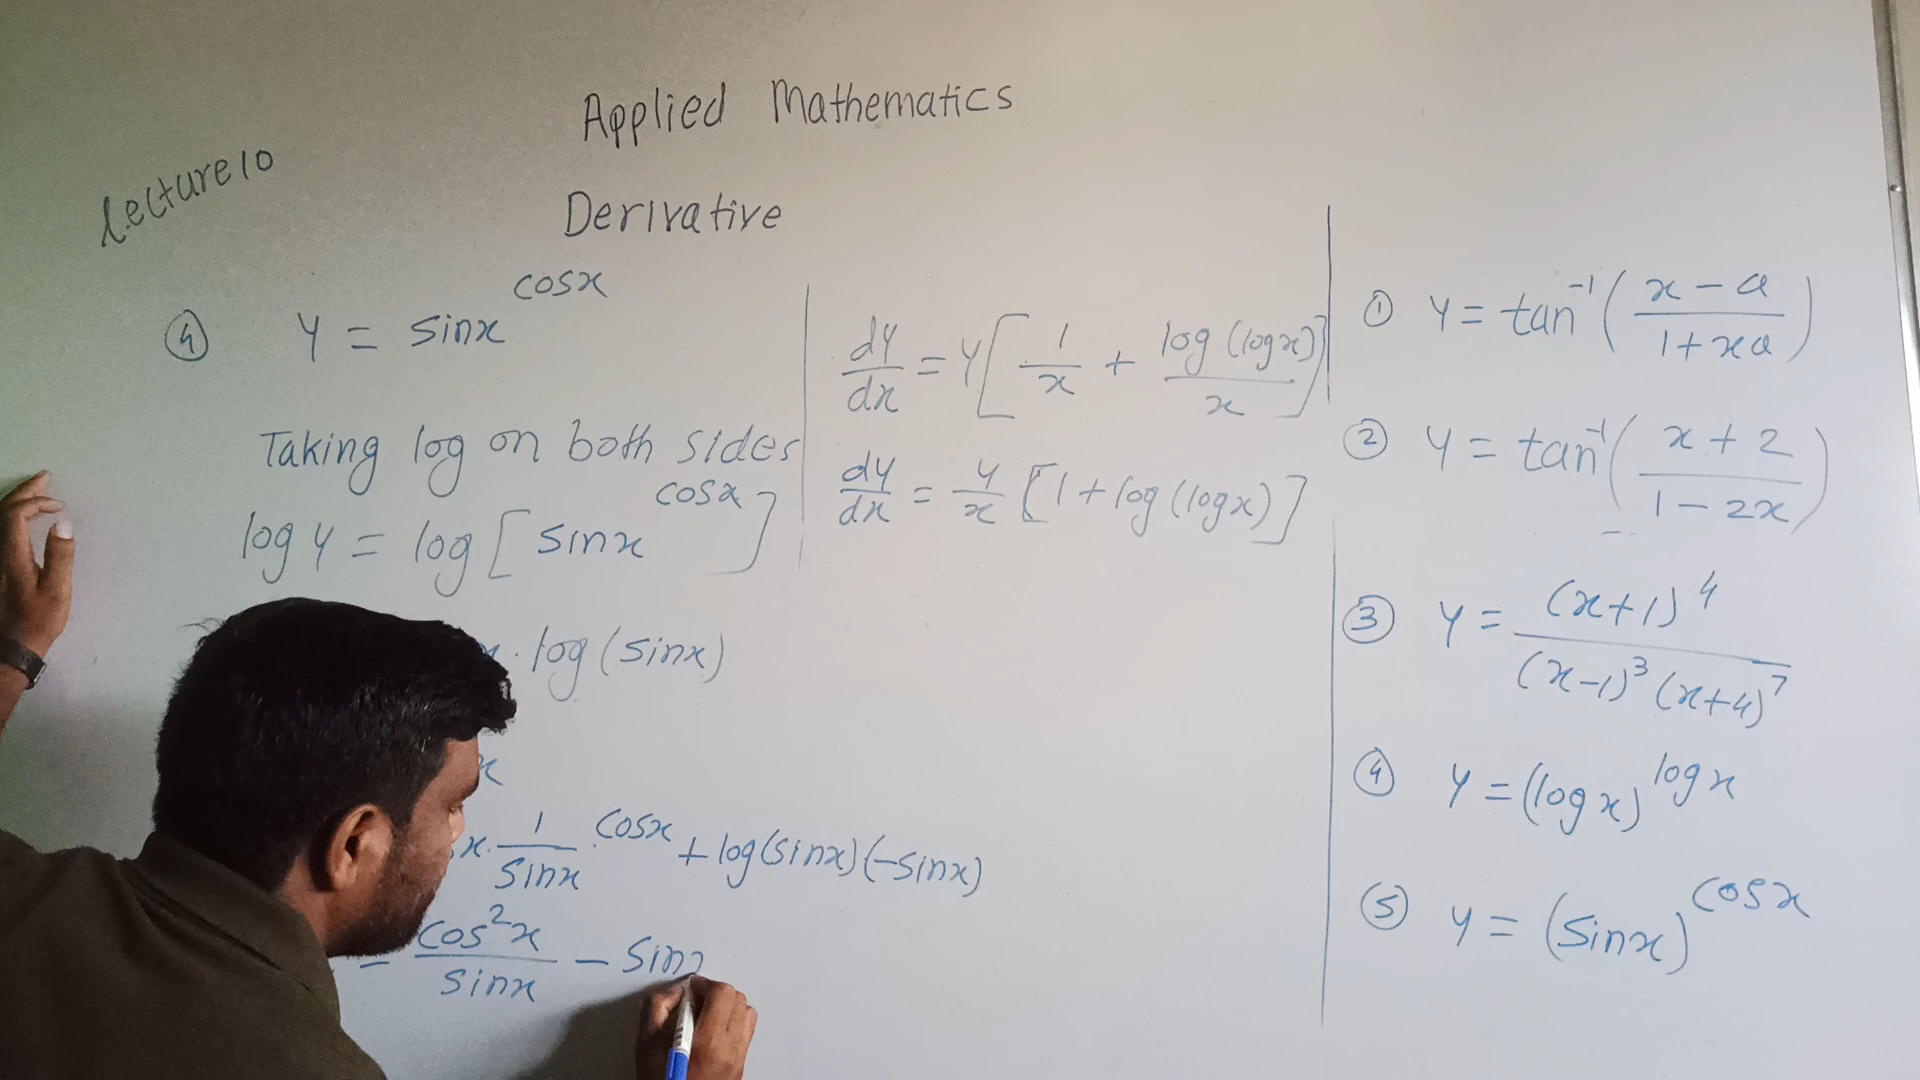 Applied Mathematics
Lecture 10
Derivative
④ y = sinx^cosx
Taking log on both sides
log y = log [sinx^cosx]
. log (sinx)
x
x. 1/sinx . cosx + log(sinx)(-sinx)
= cos²x/sinx - sinx
dy/dx = y[1/x + log (logx)/x]
dy/dx = y/x [1 + log (logx)]
① y = tan⁻¹ (x - a/1 + xa)
② y = tan⁻¹ (x + 2/1 - 2x)
③ y = (x+1)⁴/(x-1)³ (x+4)⁷
④ y = (log x)^log x
⑤ y = (sinx)^cosx